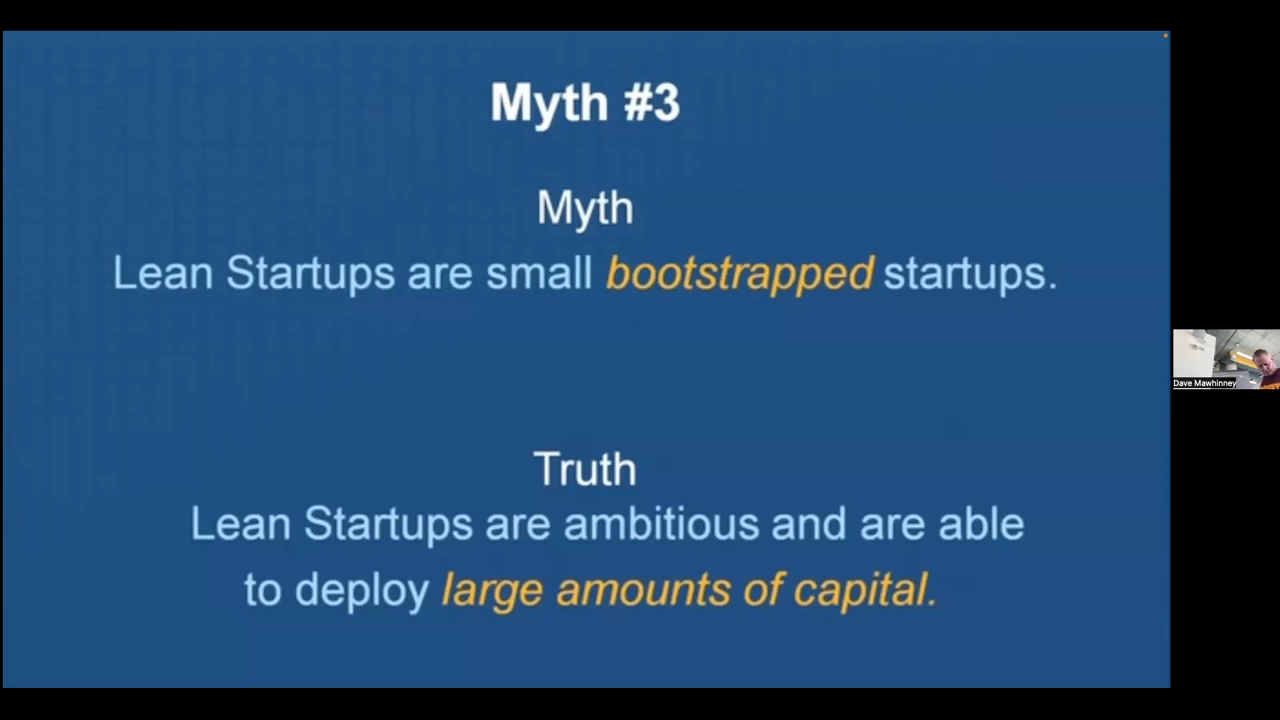 Myth #3
Myth
Lean Startups are small bootstrapped startups.
Truth
Lean Startups are ambitious and are able
to deploy large amounts of capital.
Dave Mawhinney